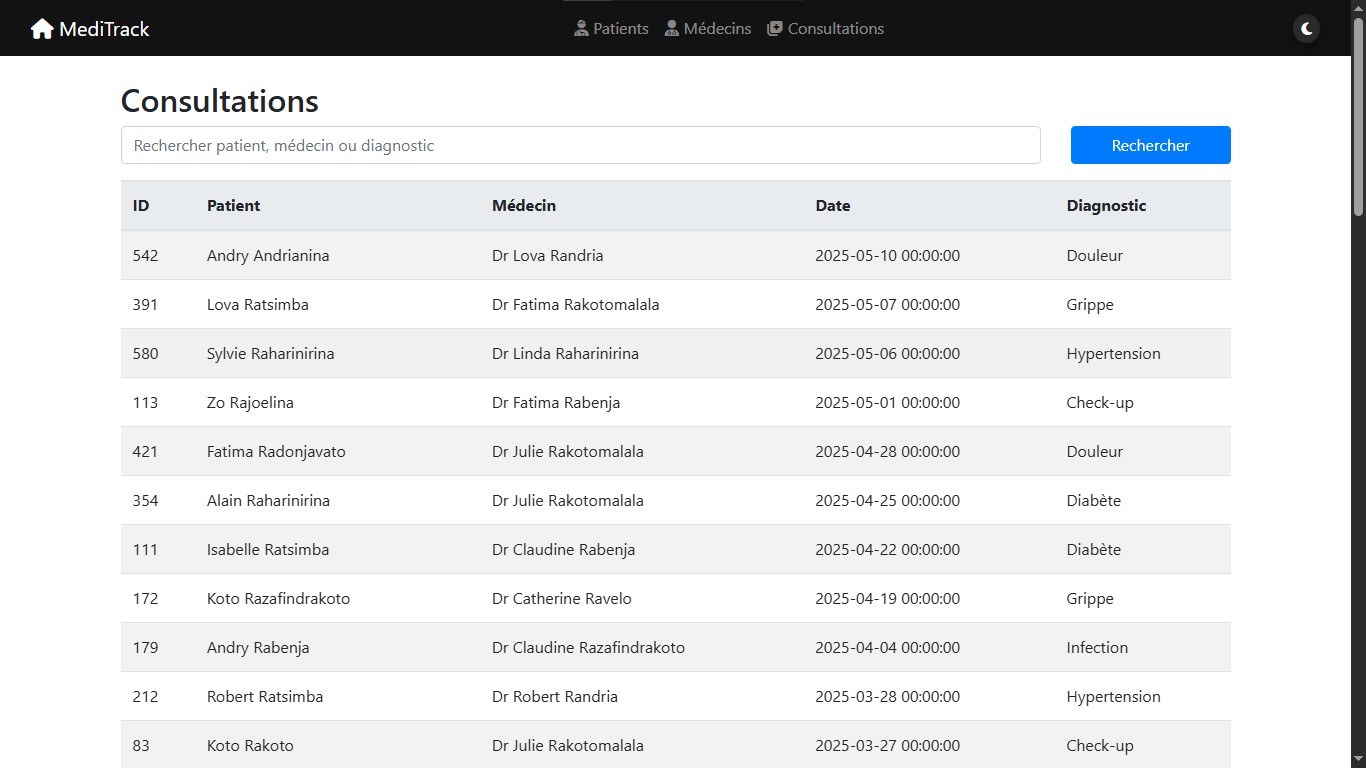 MediTrack Patients Médecins Consultations
Consultations
Rechercher patient, médecin ou diagnostic Rechercher
ID Patient Médecin Date Diagnostic
542 Andry Andrianina Dr Lova Randria 2025-05-10 00:00:00 Douleur
391 Lova Ratsimba Dr Fatima Rakotomalala 2025-05-07 00:00:00 Grippe
580 Sylvie Raharinirina Dr Linda Raharinirina 2025-05-06 00:00:00 Hypertension
113 Zo Rajoelina Dr Fatima Rabenja 2025-05-01 00:00:00 Check-up
421 Fatima Radonjavato Dr Julie Rakotomalala 2025-04-28 00:00:00 Douleur
354 Alain Raharinirina Dr Julie Rakotomalala 2025-04-25 00:00:00 Diabète
111 Isabelle Ratsimba Dr Claudine Rabenja 2025-04-22 00:00:00 Diabète
172 Koto Razafindrakoto Dr Catherine Ravelo 2025-04-19 00:00:00 Grippe
179 Andry Rabenja Dr Claudine Razafindrakoto 2025-04-04 00:00:00 Infection
212 Robert Ratsimba Dr Robert Randria 2025-03-28 00:00:00 Hypertension
83 Koto Rakoto Dr Julie Rakotomalala 2025-03-27 00:00:00 Check-up